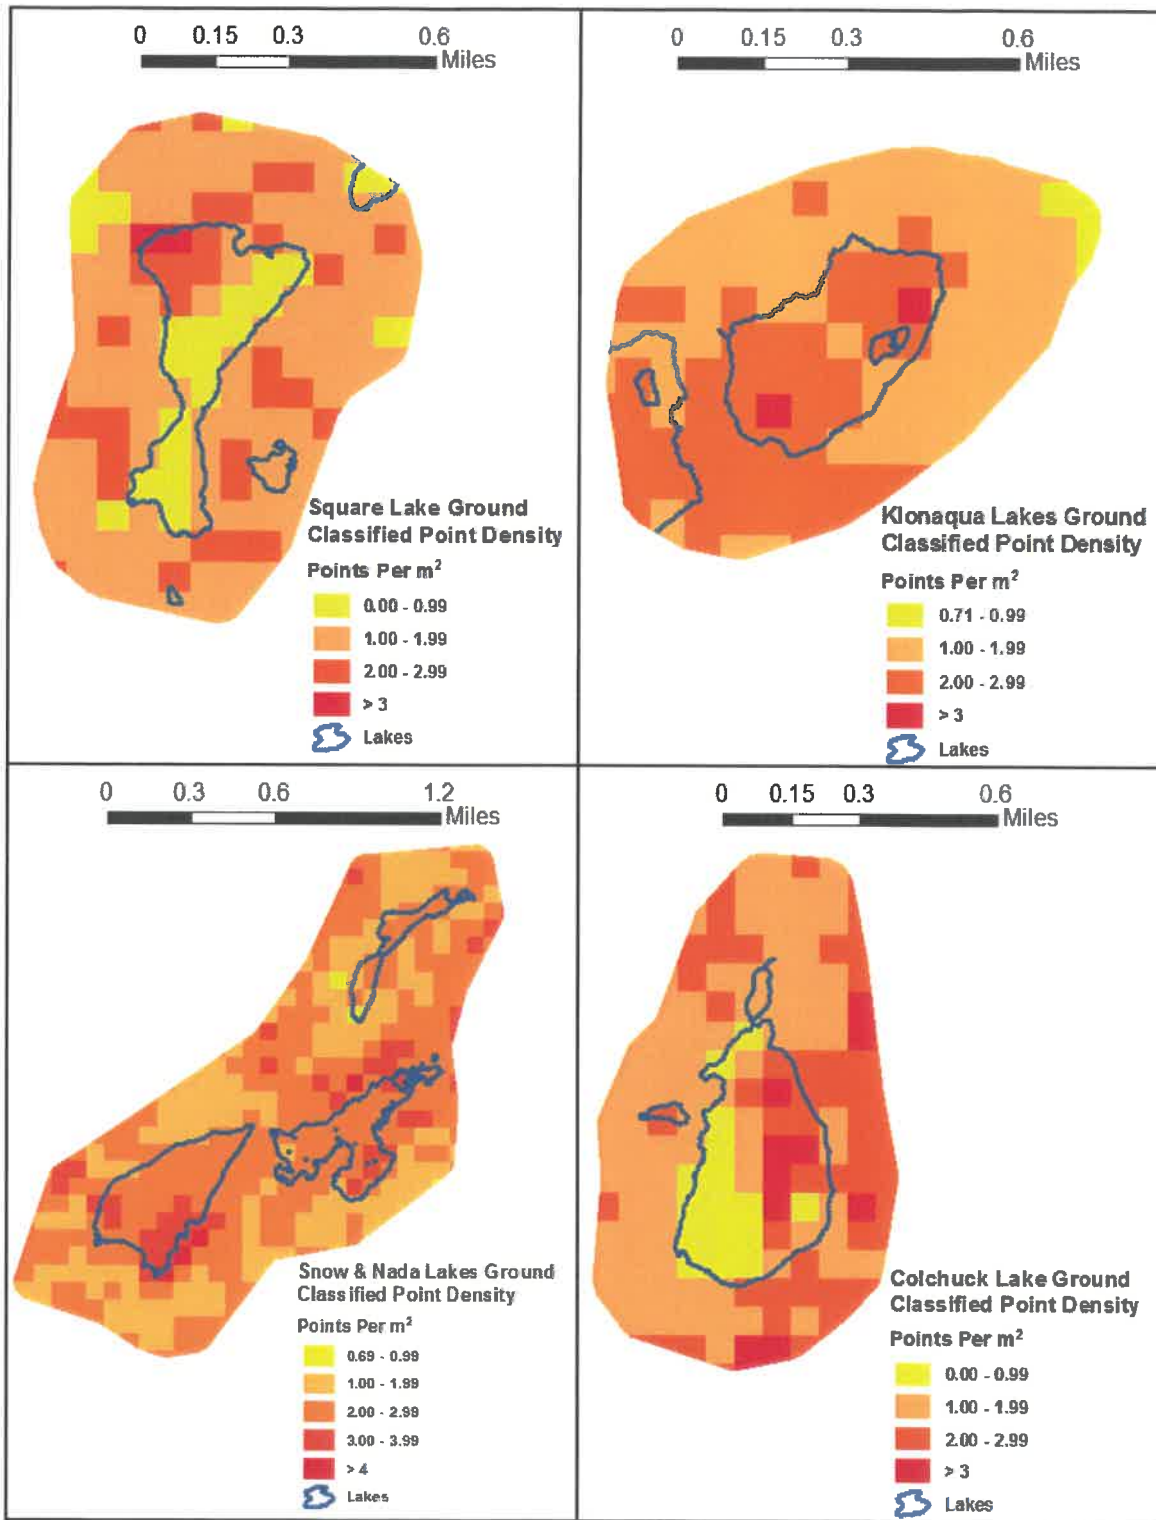 0 0.15 0.3 0.6
Miles
Square Lake Ground
Classified Point Density
Points Per m²
0.00 - 0.99
1.00 - 1.99
2.00 - 2.99
> 3
Lakes
0 0.15 0.3 0.6
Miles
Klonaqua Lakes Ground
Classified Point Density
Points Per m²
0.71 - 0.99
1.00 - 1.99
2.00 - 2.99
> 3
Lakes
0 0.3 0.6 1.2
Miles
Snow & Nada Lakes Ground
Classified Point Density
Points Per m²
0.69 - 0.99
1.00 - 1.99
2.00 - 2.99
3.00 - 3.99
> 4
Lakes
0 0.15 0.3 0.6
Miles
Colchuck Lake Ground
Classified Point Density
Points Per m²
0.00 - 0.99
1.00 - 1.99
2.00 - 2.99
> 3
Lakes